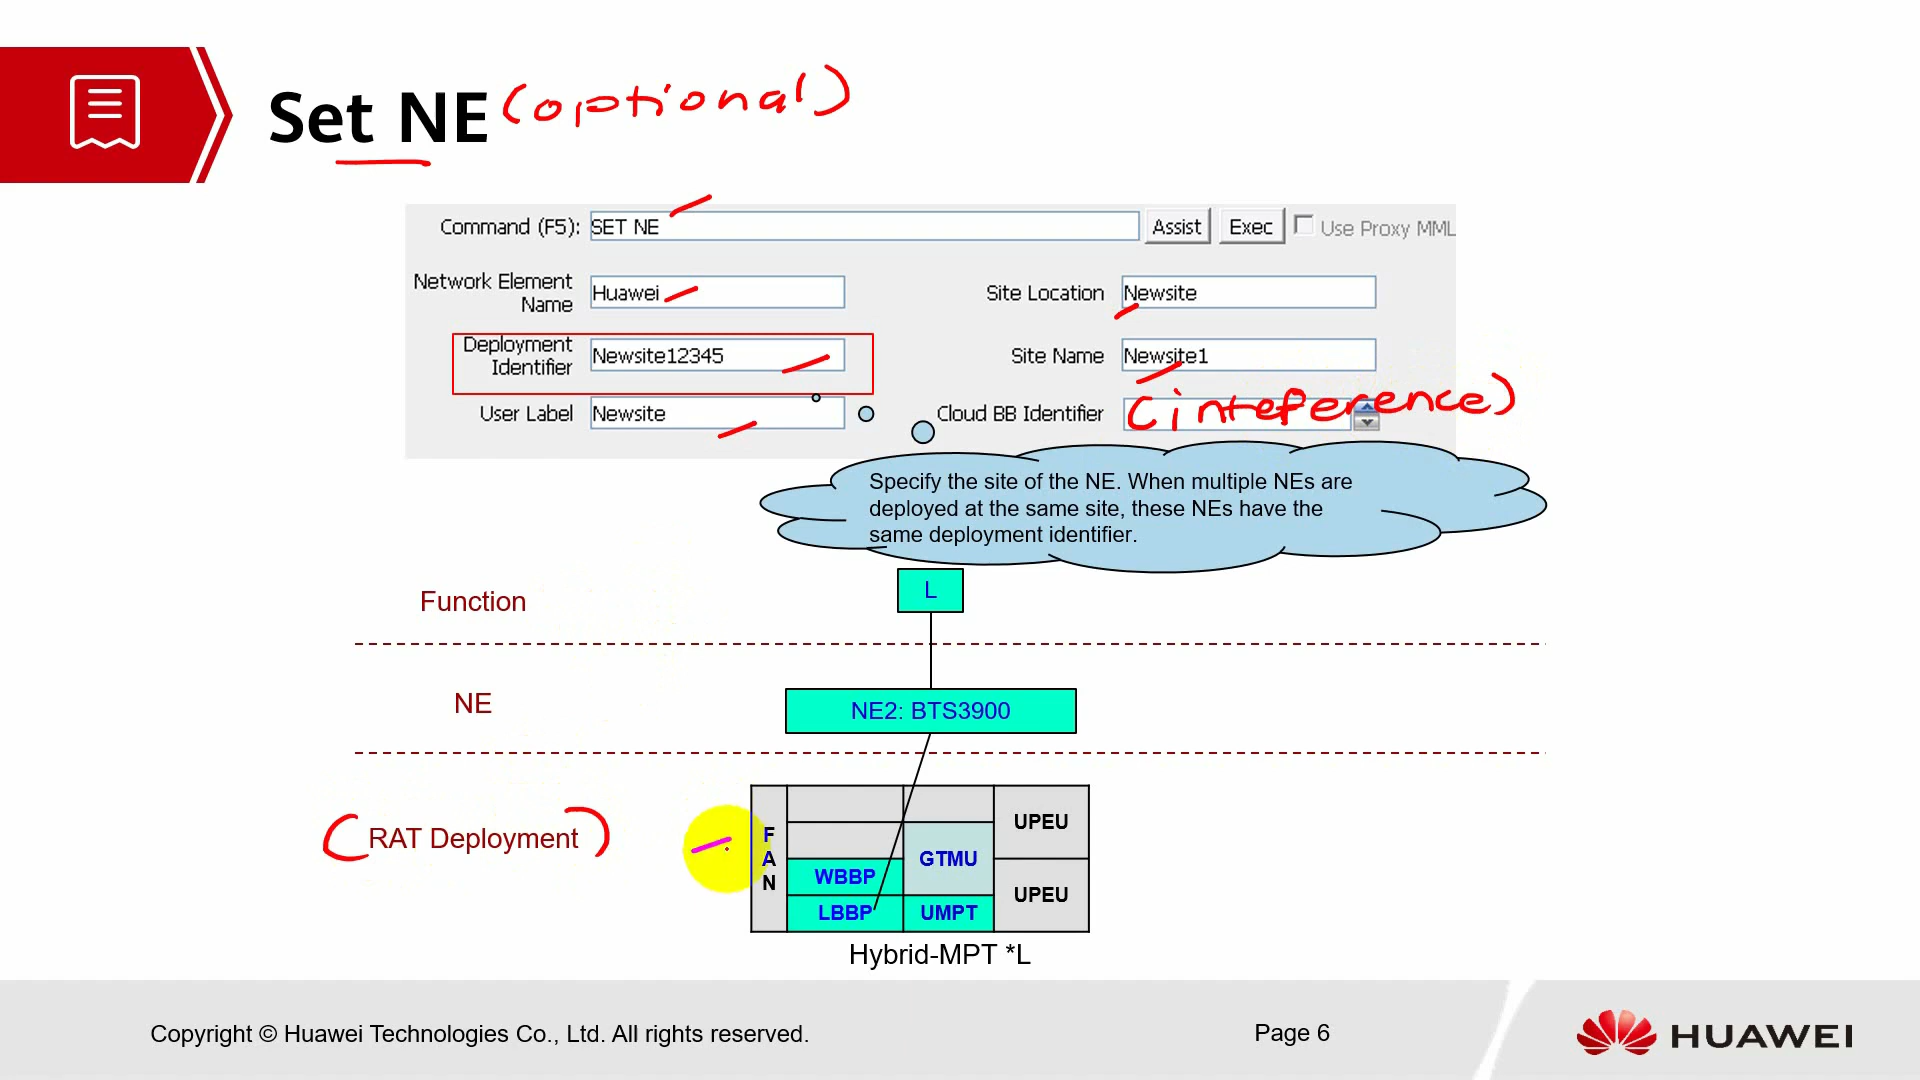 Set NE (optional)
Command (F5): SET NE Assist Exec Use Proxy MML
Network Element Name Huawei Site Location Newsite
Deployment Identifier Newsite12345 Site Name Newsite1
User Label Newsite Cloud BB Identifier (inteference)
Specify the site of the NE. When multiple NEs are
deployed at the same site, these NEs have the
same deployment identifier.
Function L
NE NE2: BTS3900
(RAT Deployment)
FAN
UPEU
GTMU
WBBP
UPEU
LBBP UMPT
Hybrid-MPT *L
Copyright © Huawei Technologies Co., Ltd. All rights reserved. Page 6 HUAWEI